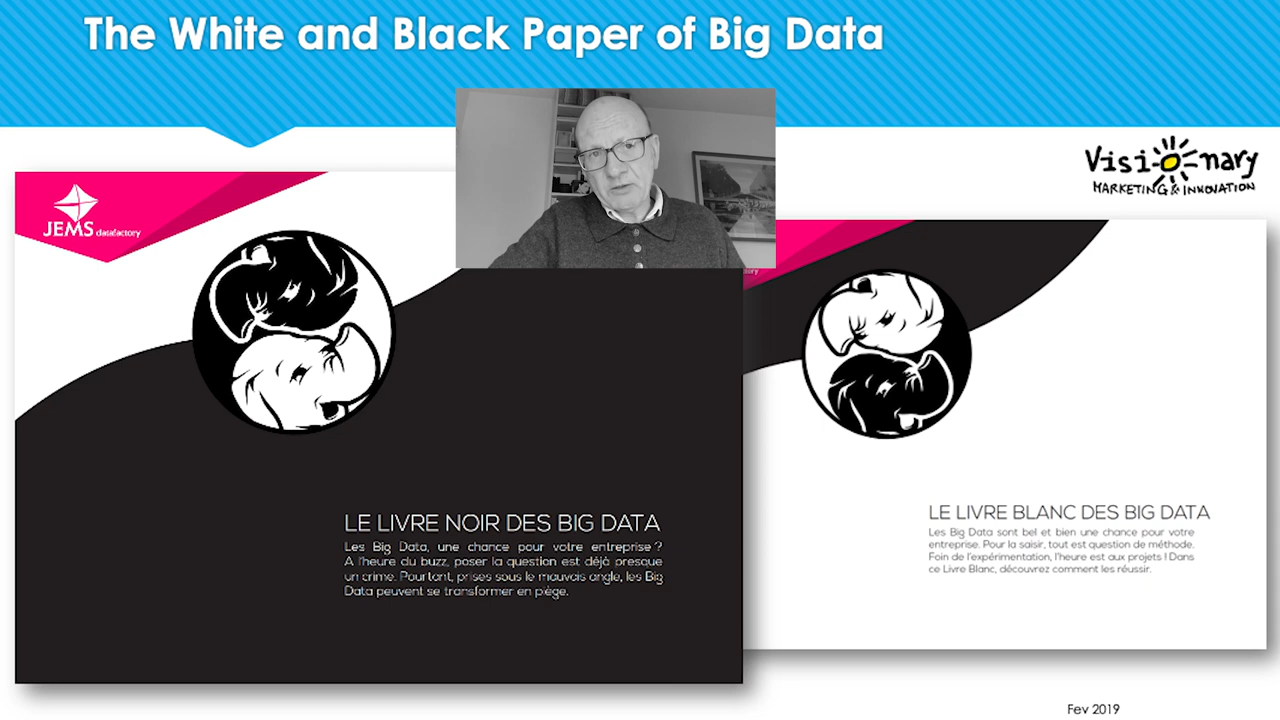 The White and Black Paper of Big Data
Visionary
MARKETING & INNOVATION
JEMS datafactory
LE LIVRE NOIR DES BIG DATA
Les Big Data, une chance pour votre entreprise ?
A l'heure du buzz, poser la question est déjà presque
un crime. Pourtant, prises sous le mauvais angle, les Big
Data peuvent se transformer en piège.
LE LIVRE BLANC DES BIG DATA
Les Big Data sont bel et bien une chance pour votre
entreprise. Pour la saisir, tout est question de méthode.
Foin de l'expérimentation, l'heure est aux projets ! Dans
ce Livre Blanc, découvrez comment les réussir.
Fev 2019